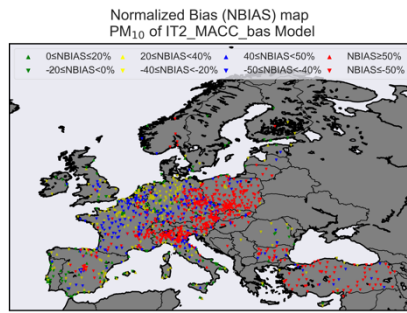 Normalized Bias (NBIAS) map
PM₁₀ of IT2_MACC_bas Model
0≤NBIAS≤20% 20≤NBIAS<40% 40≤NBIAS<50% NBIAS≥50%
-20≤NBIAS<0% -40≤NBIAS<-20% -50≤NBIAS<-40% NBIAS≤-50%